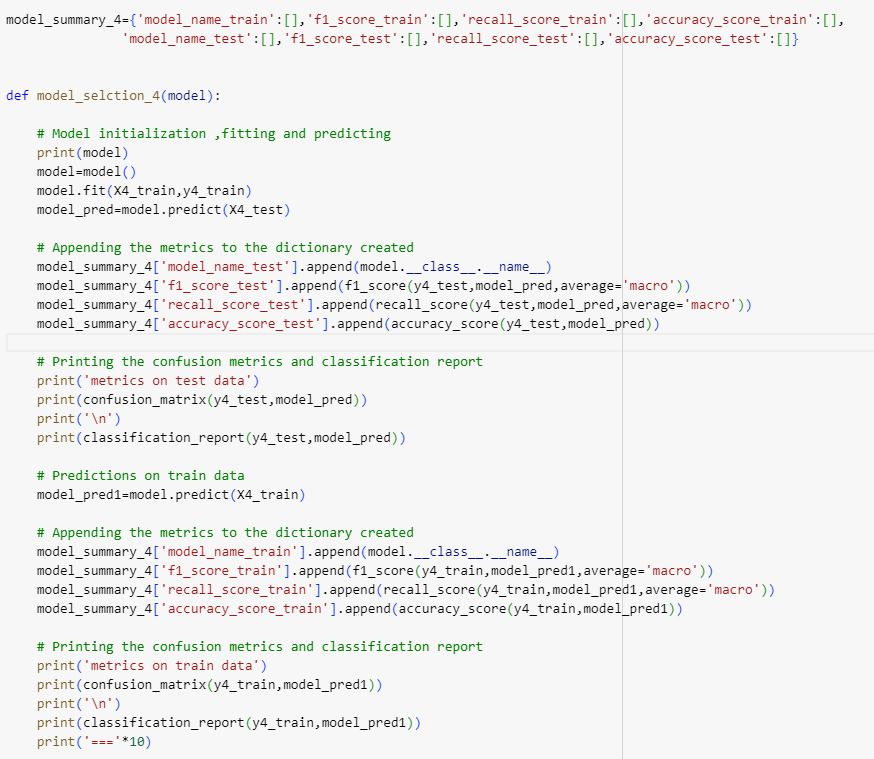 model_summary_4={'model_name_train':[],'f1_score_train':[],'recall_score_train':[],'accuracy_score_train':[],
               'model_name_test':[],'f1_score_test':[],'recall_score_test':[],'accuracy_score_test':[]}
def model_selction_4(model):
    # Model initialization ,fitting and predicting
    print(model)
    model=model()
    model.fit(X4_train,y4_train)
    model_pred=model.predict(X4_test)
    # Appending the metrics to the dictionary created
    model_summary_4['model_name_test'].append(model.__class__.__name__)
    model_summary_4['f1_score_test'].append(f1_score(y4_test,model_pred,average='macro'))
    model_summary_4['recall_score_test'].append(recall_score(y4_test,model_pred,average='macro'))
    model_summary_4['accuracy_score_test'].append(accuracy_score(y4_test,model_pred))
    # Printing the confusion metrics and classification report
    print('metrics on test data')
    print(confusion_matrix(y4_test,model_pred))
    print('\n')
    print(classification_report(y4_test,model_pred))
    # Predictions on train data
    model_pred1=model.predict(X4_train)
    # Appending the metrics to the dictionary created
    model_summary_4['model_name_train'].append(model.__class__.__name__)
    model_summary_4['f1_score_train'].append(f1_score(y4_train,model_pred1,average='macro'))
    model_summary_4['recall_score_train'].append(recall_score(y4_train,model_pred1,average='macro'))
    model_summary_4['accuracy_score_train'].append(accuracy_score(y4_train,model_pred1))
    # Printing the confusion metrics and classification report
    print('metrics on train data')
    print(confusion_matrix(y4_train,model_pred1))
    print('\n')
    print(classification_report(y4_train,model_pred1))
    print('==='*10)